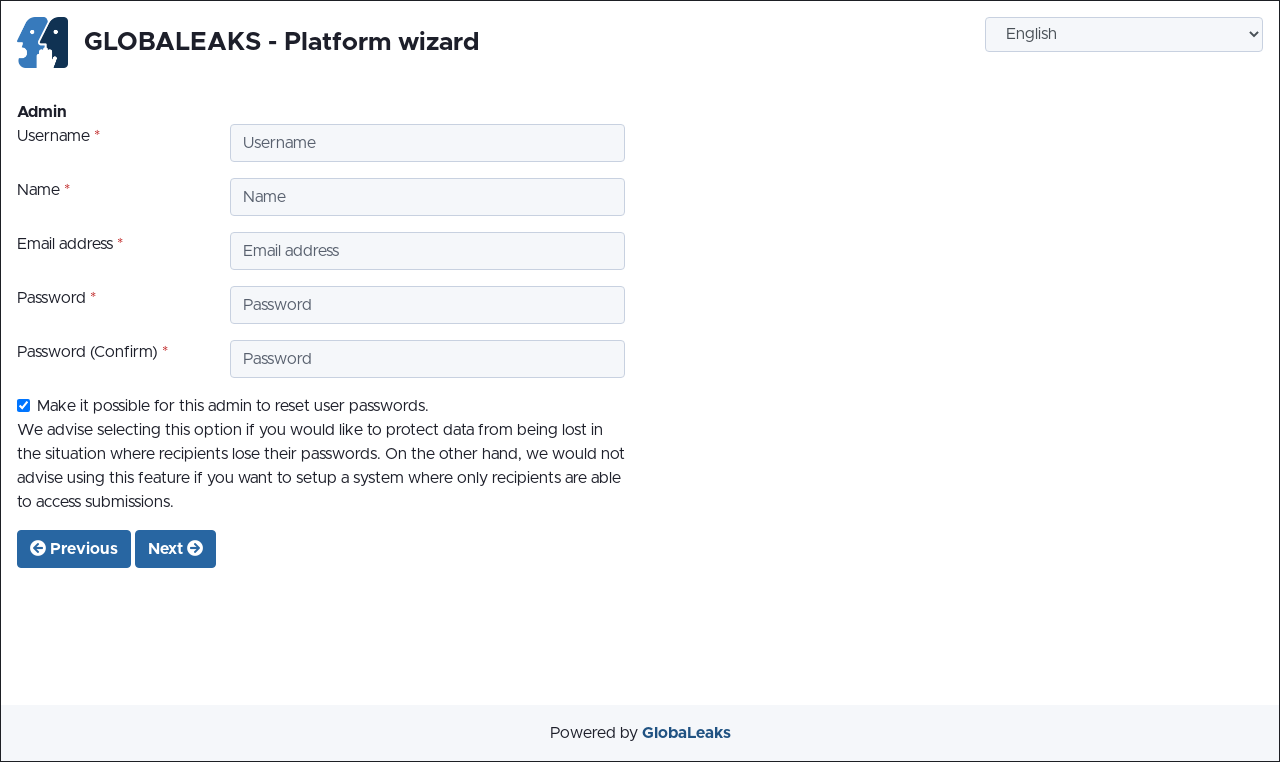 GLOBALEAKS - Platform wizard
English
Admin
Username *
Username
Name *
Name
Email address *
Email address
Password *
Password
Password (Confirm) *
Password
Make it possible for this admin to reset user passwords.
We advise selecting this option if you would like to protect data from being lost in
the situation where recipients lose their passwords. On the other hand, we would not
advise using this feature if you want to setup a system where only recipients are able
to access submissions.
Previous
Next
Powered by GlobaLeaks